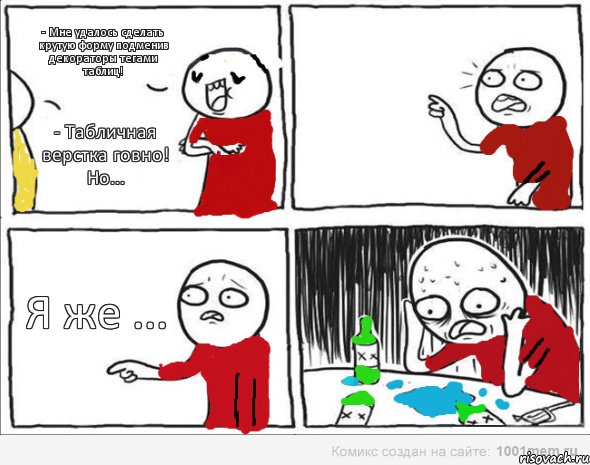 - Мне удалось сделать
крутую форму подменив
декораторы тегами
таблиц!
- Табличная
верстка говно!
Но...
Я же ...
Комикс создан на сайте: 1001mem.ru
risovach.ru